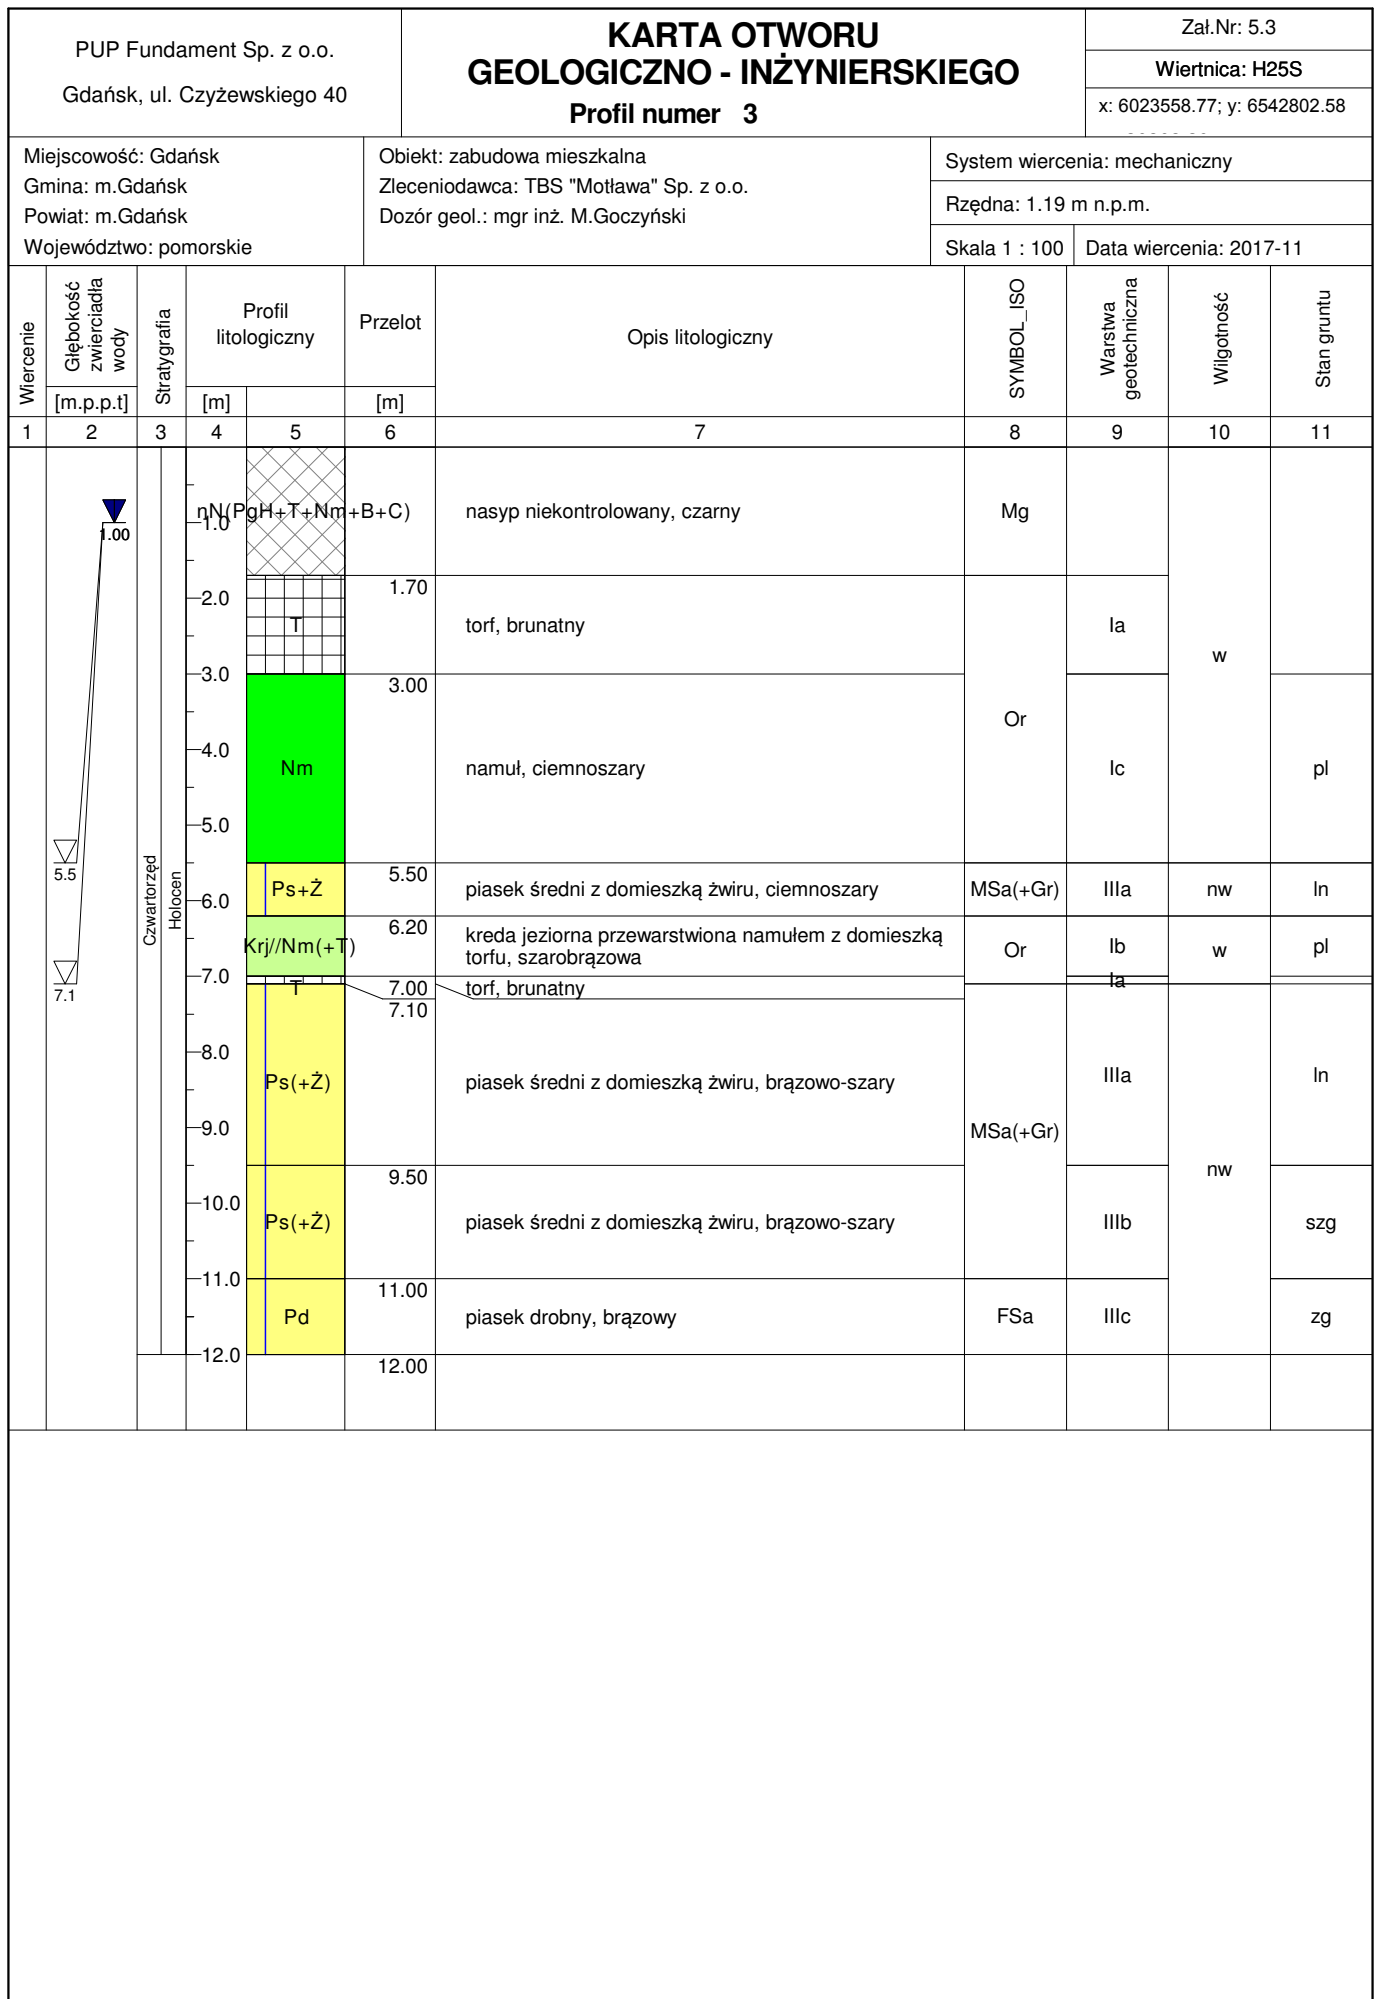 PUP Fundament Sp. z o.o.
Gdańsk, ul. Czyżewskiego 40
KARTA OTWORU
GEOLOGICZNO - INŻYNIERSKIEGO
Profil numer 3
Zał.Nr: 5.3
Wiertnica: H25S
x: 6023558.77; y: 6542802.58
Miejscowość: Gdańsk
Gmina: m.Gdańsk
Powiat: m.Gdańsk
Województwo: pomorskie
Obiekt: zabudowa mieszkalna
Zleceniodawca: TBS "Motława" Sp. z o.o.
Dozór geol.: mgr inż. M.Goczyński
System wiercenia: mechaniczny
Rzędna: 1.19 m n.p.m.
Skala 1 : 100
Data wiercenia: 2017-11
Wiercenie
Głębokość
zwierciadła
wody
[m.p.p.t]
Stratygrafia
Profil
litologiczny
[m]
Przelot
[m]
Opis litologiczny
SYMBOL_ISO
Warstwa
geotechniczna
Wilgotność
Stan gruntu
1 2 3 4 5 6 7 8 9 10 11
1.00
5.5
7.1
Czwartorzęd
Holocen
1.0
2.0
3.0
4.0
5.0
6.0
7.0
8.0
9.0
10.0
11.0
12.0
nN(PgH+T+Nm+B+C)
nasyp niekontrolowany, czarny
Mg
1.70
T
torf, brunatny
Ia
w
3.00
Or
Nm
namuł, ciemnoszary
Ic
pl
5.50
Ps+Ż
piasek średni z domieszką żwiru, ciemnoszary
MSa(+Gr)
IIIa
nw
ln
6.20
Krj//Nm(+T)
kreda jeziorna przewarstwiona namułem z domieszką
torfu, szarobrązowa
Or
Ib
w
pl
7.00
T
torf, brunatny
Ia
7.10
Ps(+Ż)
piasek średni z domieszką żwiru, brązowo-szary
MSa(+Gr)
IIIa
ln
nw
9.50
Ps(+Ż)
piasek średni z domieszką żwiru, brązowo-szary
IIIb
szg
11.00
Pd
piasek drobny, brązowy
FSa
IIIc
zg
12.00